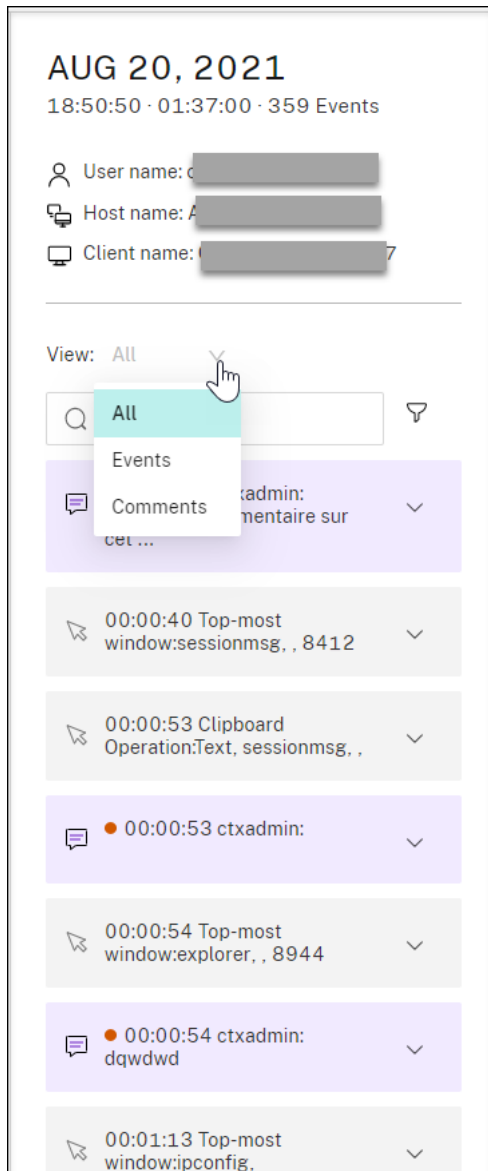 AUG 20, 2021
18:50:50 · 01:37:00 · 359 Events
User name:
Host name: A
Client name: 7
View: All
All
Events
Comments
xadmin:
mentaire sur
cet ...
00:00:40 Top-most
window:sessionmsg, , 8412
00:00:53 Clipboard
Operation:Text, sessionmsg, ,
00:00:53 ctxadmin:
00:00:54 Top-most
window:explorer, , 8944
00:00:54 ctxadmin:
dqwdwd
00:01:13 Top-most
window:ipconfig,